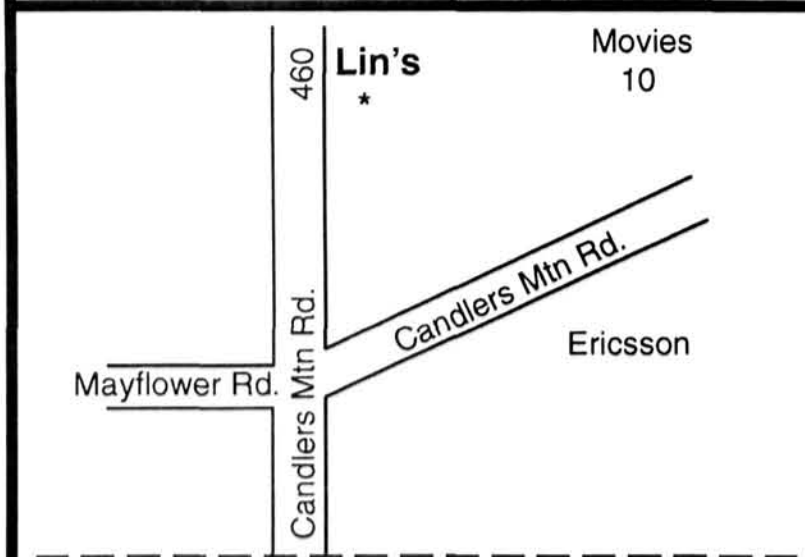 460
Lin's
*
Movies
10
Candlers Mtn Rd.
Ericsson
Mayflower Rd.
Candlers Mtn Rd.